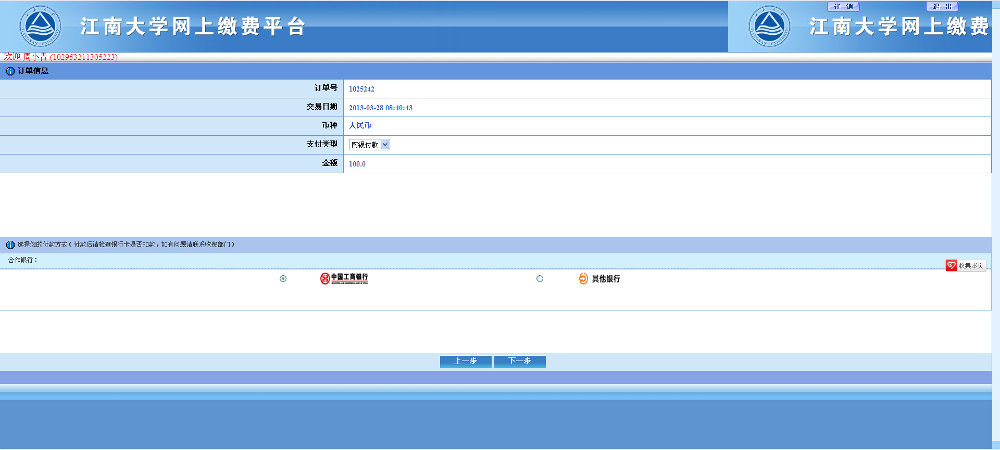 江南大学网上缴费平台
江南大学网上缴费
注 销
退 出
欢迎 周小青 (102953211305223)
订单信息
订单号 1025242
交易日期 2013-03-28 08:40:43
币种 人民币
支付类型 网银付款
金额 100.0
选择您的付款方式（付款后请检查银行卡是否扣款，如有问题请联系收费部门）
合作银行：
收集本页
中国工商银行 其他银行
上一步 下一步